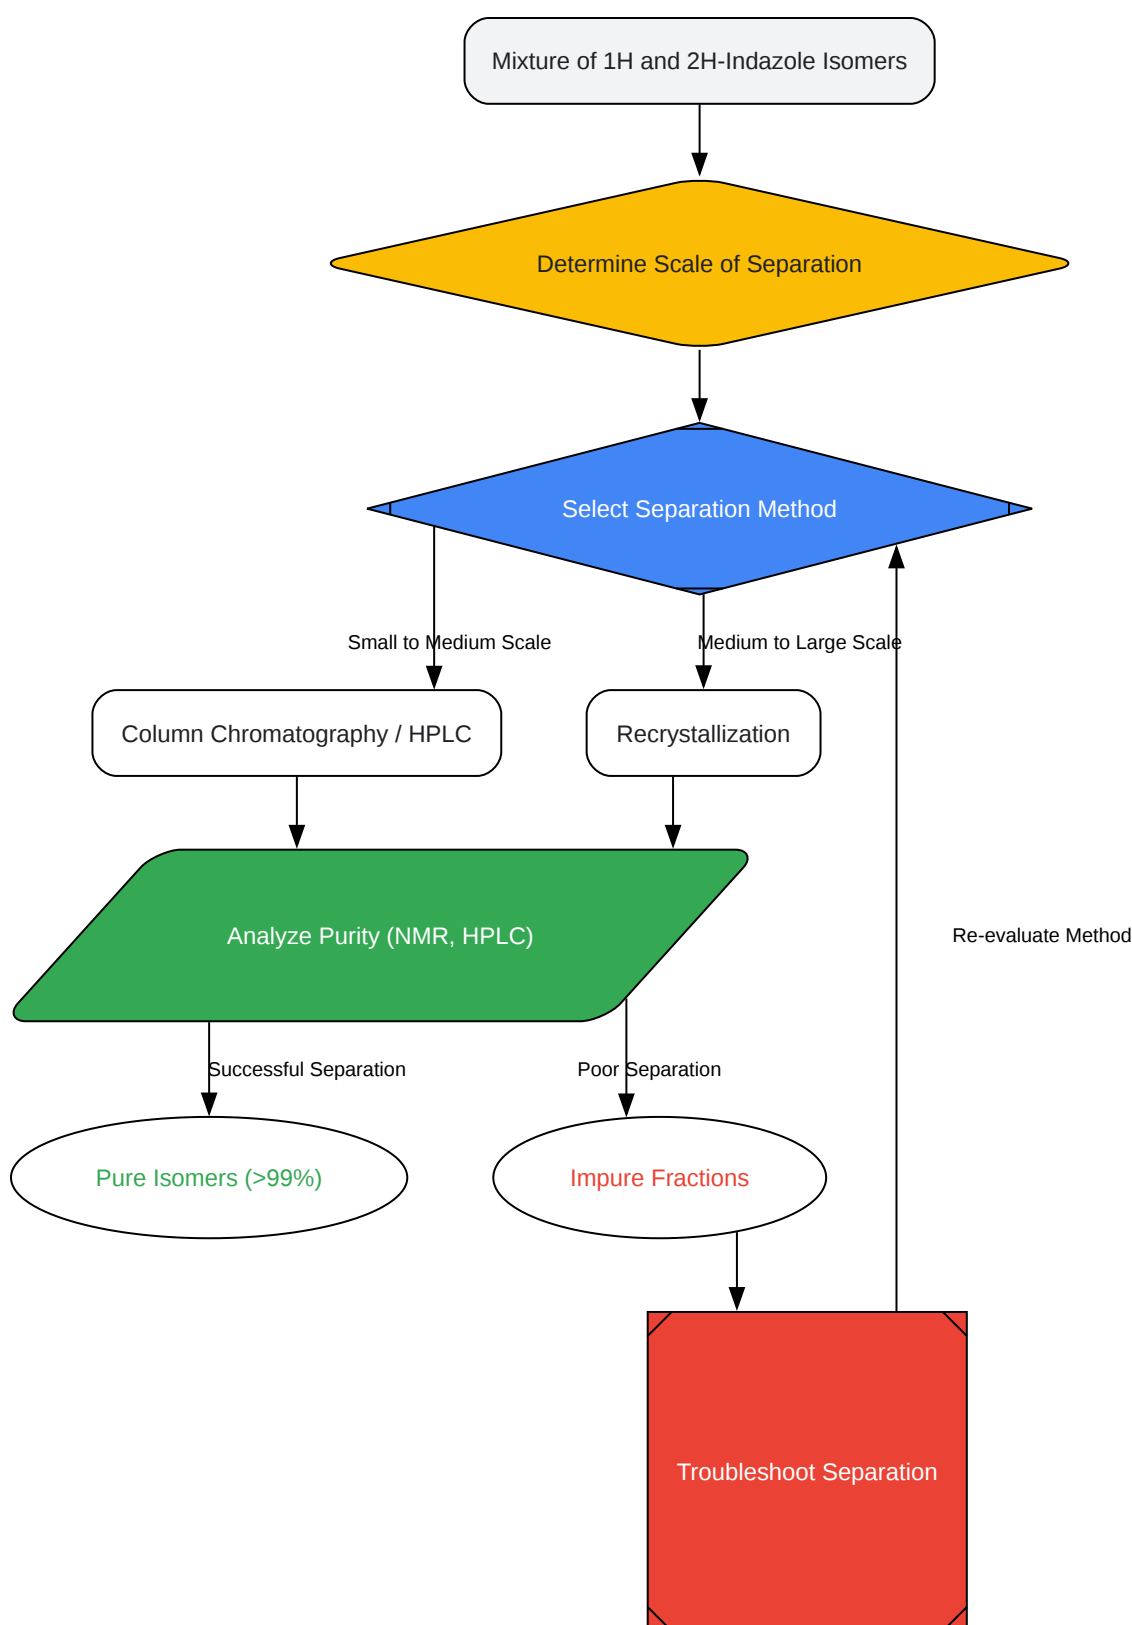 Mixture of 1H and 2H-Indazole Isomers
Determine Scale of Separation
Select Separation Method
Small to Medium Scale
Medium to Large Scale
Column Chromatography / HPLC
Recrystallization
Analyze Purity (NMR, HPLC)
Re-evaluate Method
Successful Separation
Poor Separation
Pure Isomers (>99%)
Impure Fractions
Troubleshoot Separation